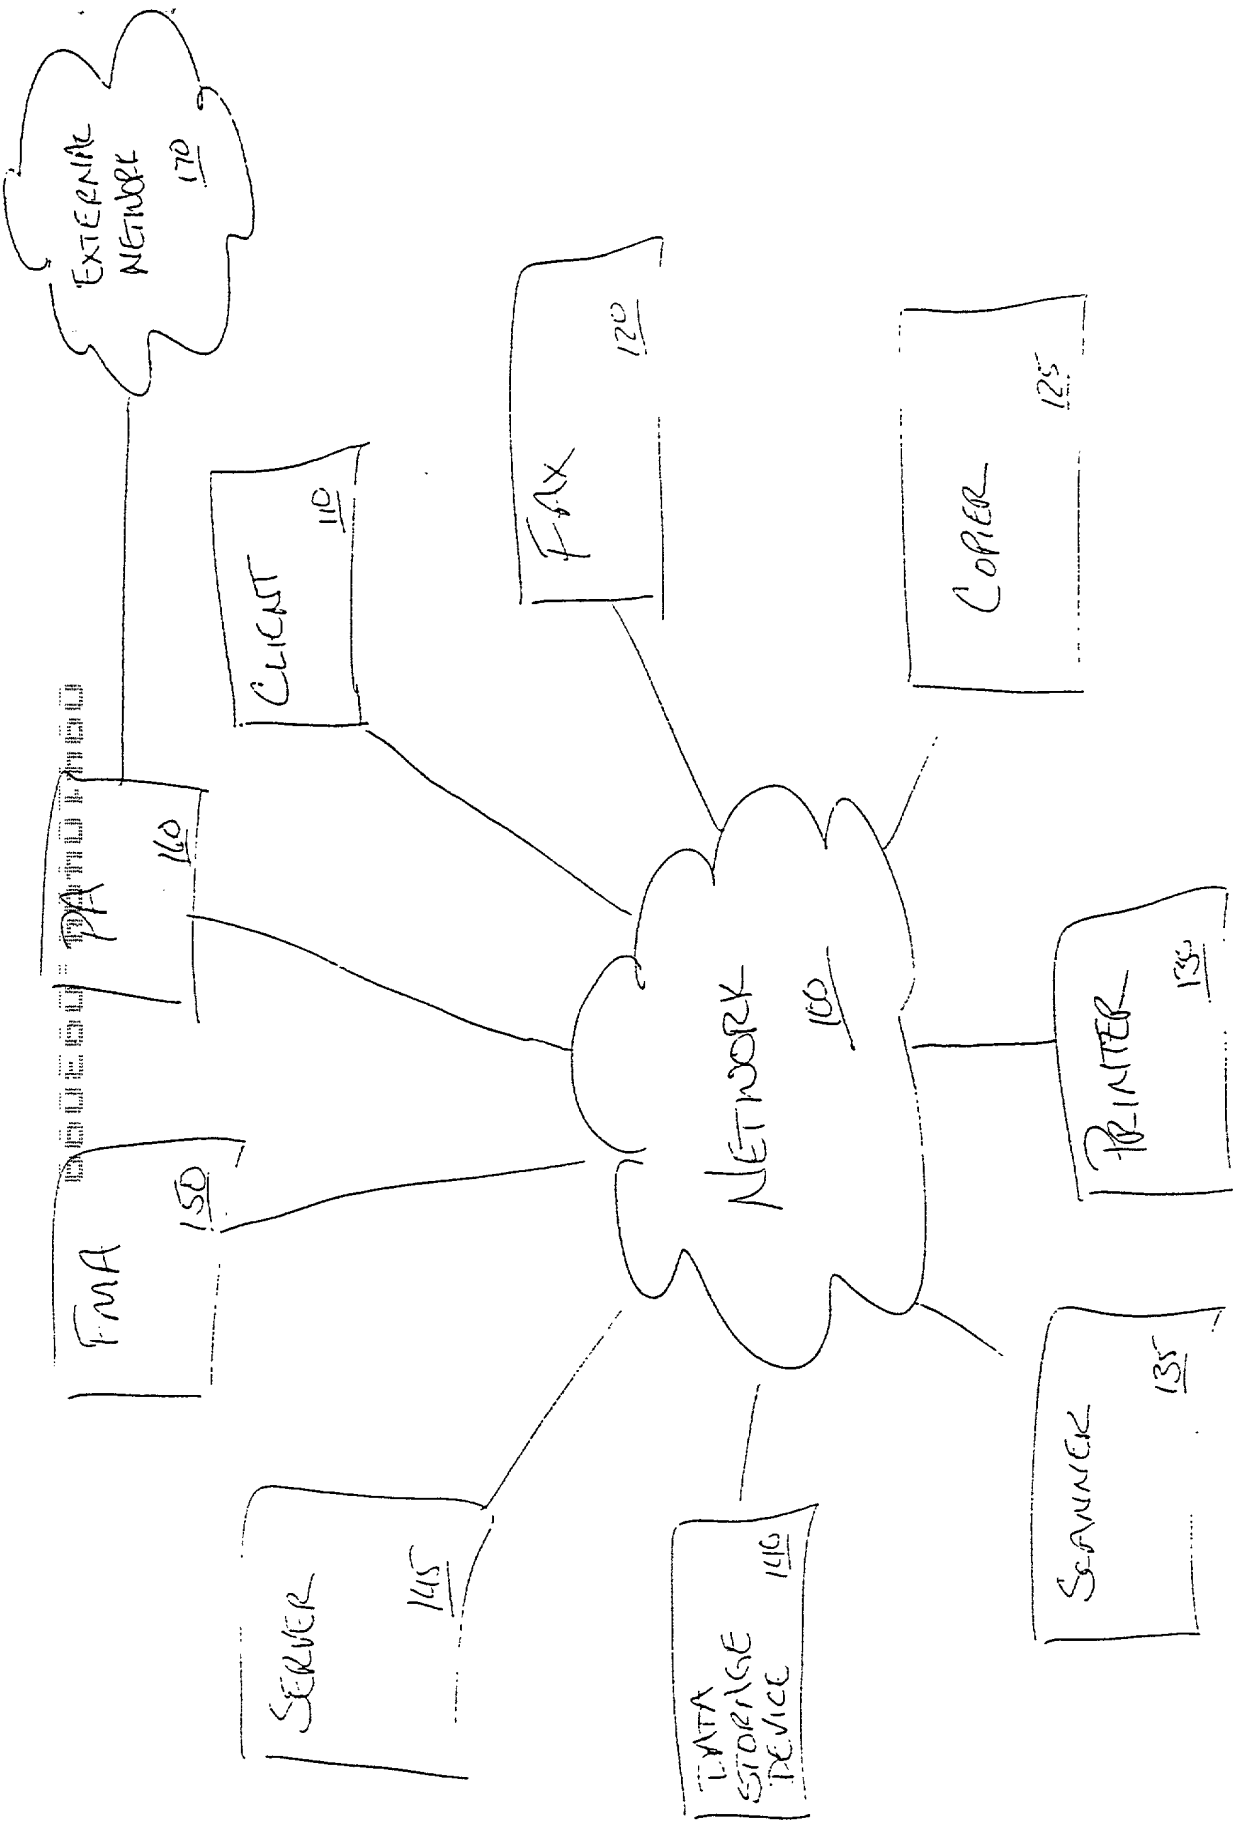 FMA
150
PA
160
EXTERNAL
NETWORK
170
SERVER
145
CLIENT
110
FAX
120
DATA
STORAGE
DEVICE
140
NETWORK
100
COPIER
125
SCANNER
135
PRINTER
130